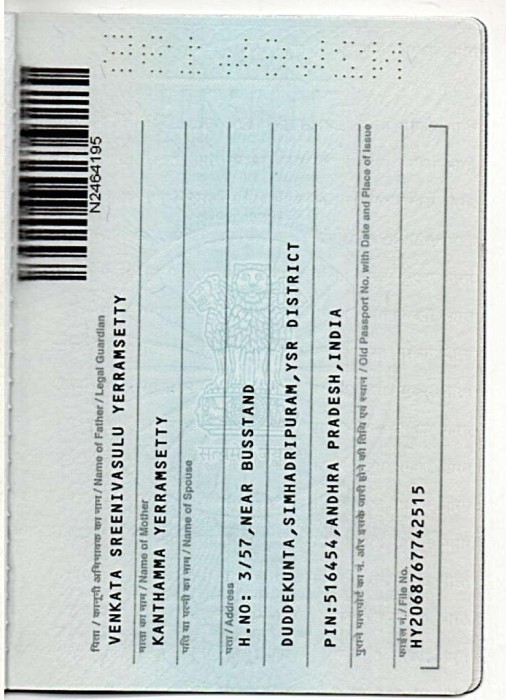 N2464195
पिता / कानूनी अभिभावक का नाम / Name of Father / Legal Guardian
VENKATA SREENIVASULU YERRAMSETTY
माता का नाम / Name of Mother
KANTHAMMA YERRAMSETTY
पति या पत्नी का नाम / Name of Spouse
पता / Address
H.NO: 3/57,NEAR BUSSTAND
DUDDEKUNTA,SIMHADRIPURAM,YSR DISTRICT
PIN:516454,ANDHRA PRADESH,INDIA
पुराने पासपोर्ट का नं. और इसके जारी होने की तिथि एवं स्थान / Old Passport No. with Date and Place of Issue
फाईल नं. / File No.
HY2068767742515